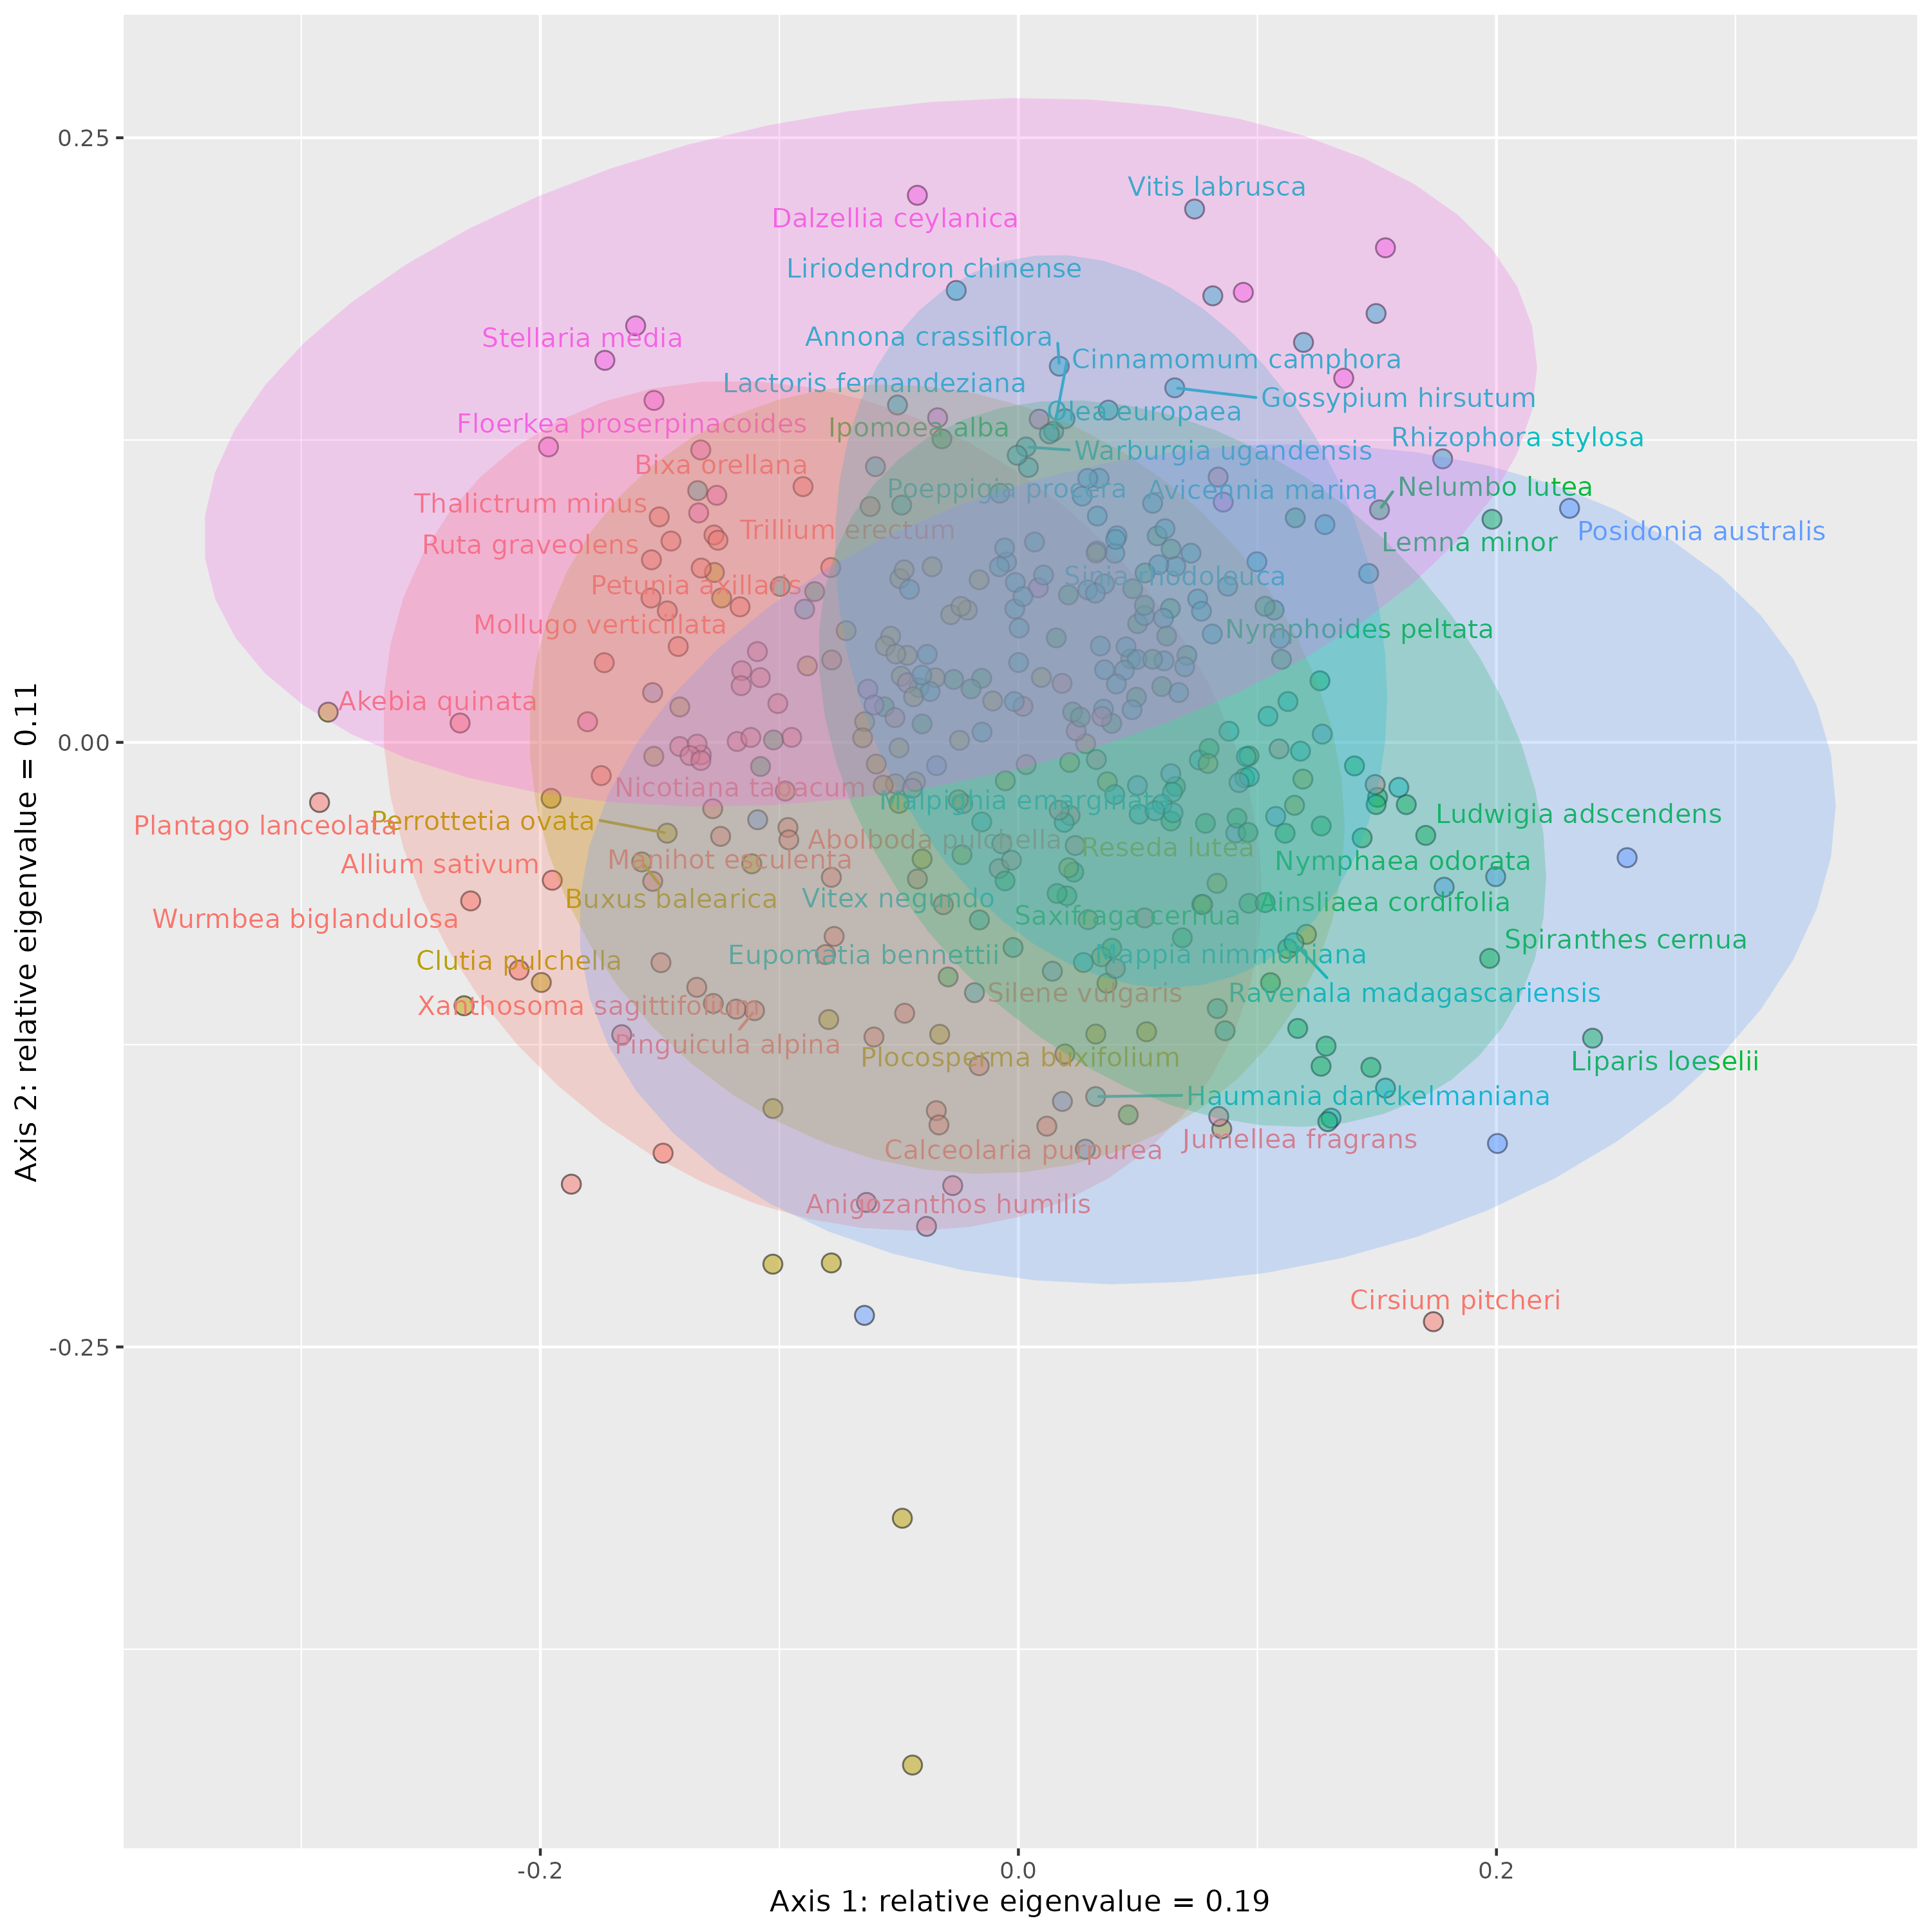 0.25
Vitis labrusca
Dalzellia ceylanica
Liriodendron chinense
Stellaria media
Annona crassiflora
Cinnamomum camphora
Lactoris fernandeziana
Gossypium hirsutum
Floerkea proserpinacoides
Olea europaea
Ipomoea alba
Rhizophora stylosa
Warburgia ugandensis
Bixa orellana
Poeppigia procera
Avicennia marina
Nelumbo lutea
Thalictrum minus
Trillium erectum
Posidonia australis
Ruta graveolens
Lemna minor
Petunia axillaris
Sinia rhodoleuca
Mollugo verticillata
Nymphoides peltata
Akebia quinata
0.00
Nicotiana tabacum
Malpighia emarginata
Plantago lanceolata
Perrottetia ovata
Ludwigia adscendens
Abolboda pulchella
Reseda lutea
Allium sativum
Manihot esculenta
Nymphaea odorata
Buxus balearica
Vitex negundo
Ainsliaea cordifolia
Wurmbea biglandulosa
Saxifraga cernua
Spiranthes cernua
Clutia pulchella
Eupomatia bennettii
Mappia nimmoniana
Xanthosoma sagittifolium
Silene vulgaris
Ravenala madagascariensis
Pinguicula alpina
Plocosperma buxifolium
Liparis loeselii
Haumania danckelmaniana
Calceolaria purpurea
Jumellea fragrans
Anigozanthos humilis
Cirsium pitcheri
-0.25
-0.2
0.0
0.2
Axis 1: relative eigenvalue = 0.19
Axis 2: relative eigenvalue = 0.11